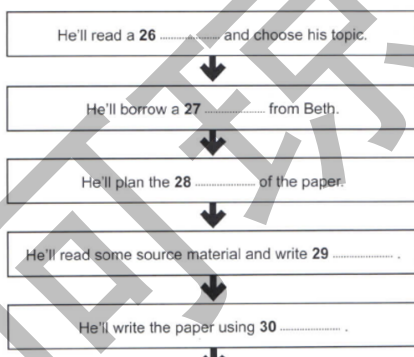 He'll read a 26 .................... and choose his topic.
He'll borrow a 27 .................... from Beth.
He'll plan the 28 .................... of the paper.
He'll read some source material and write 29 .................... .
He'll write the paper using 30 .................... .